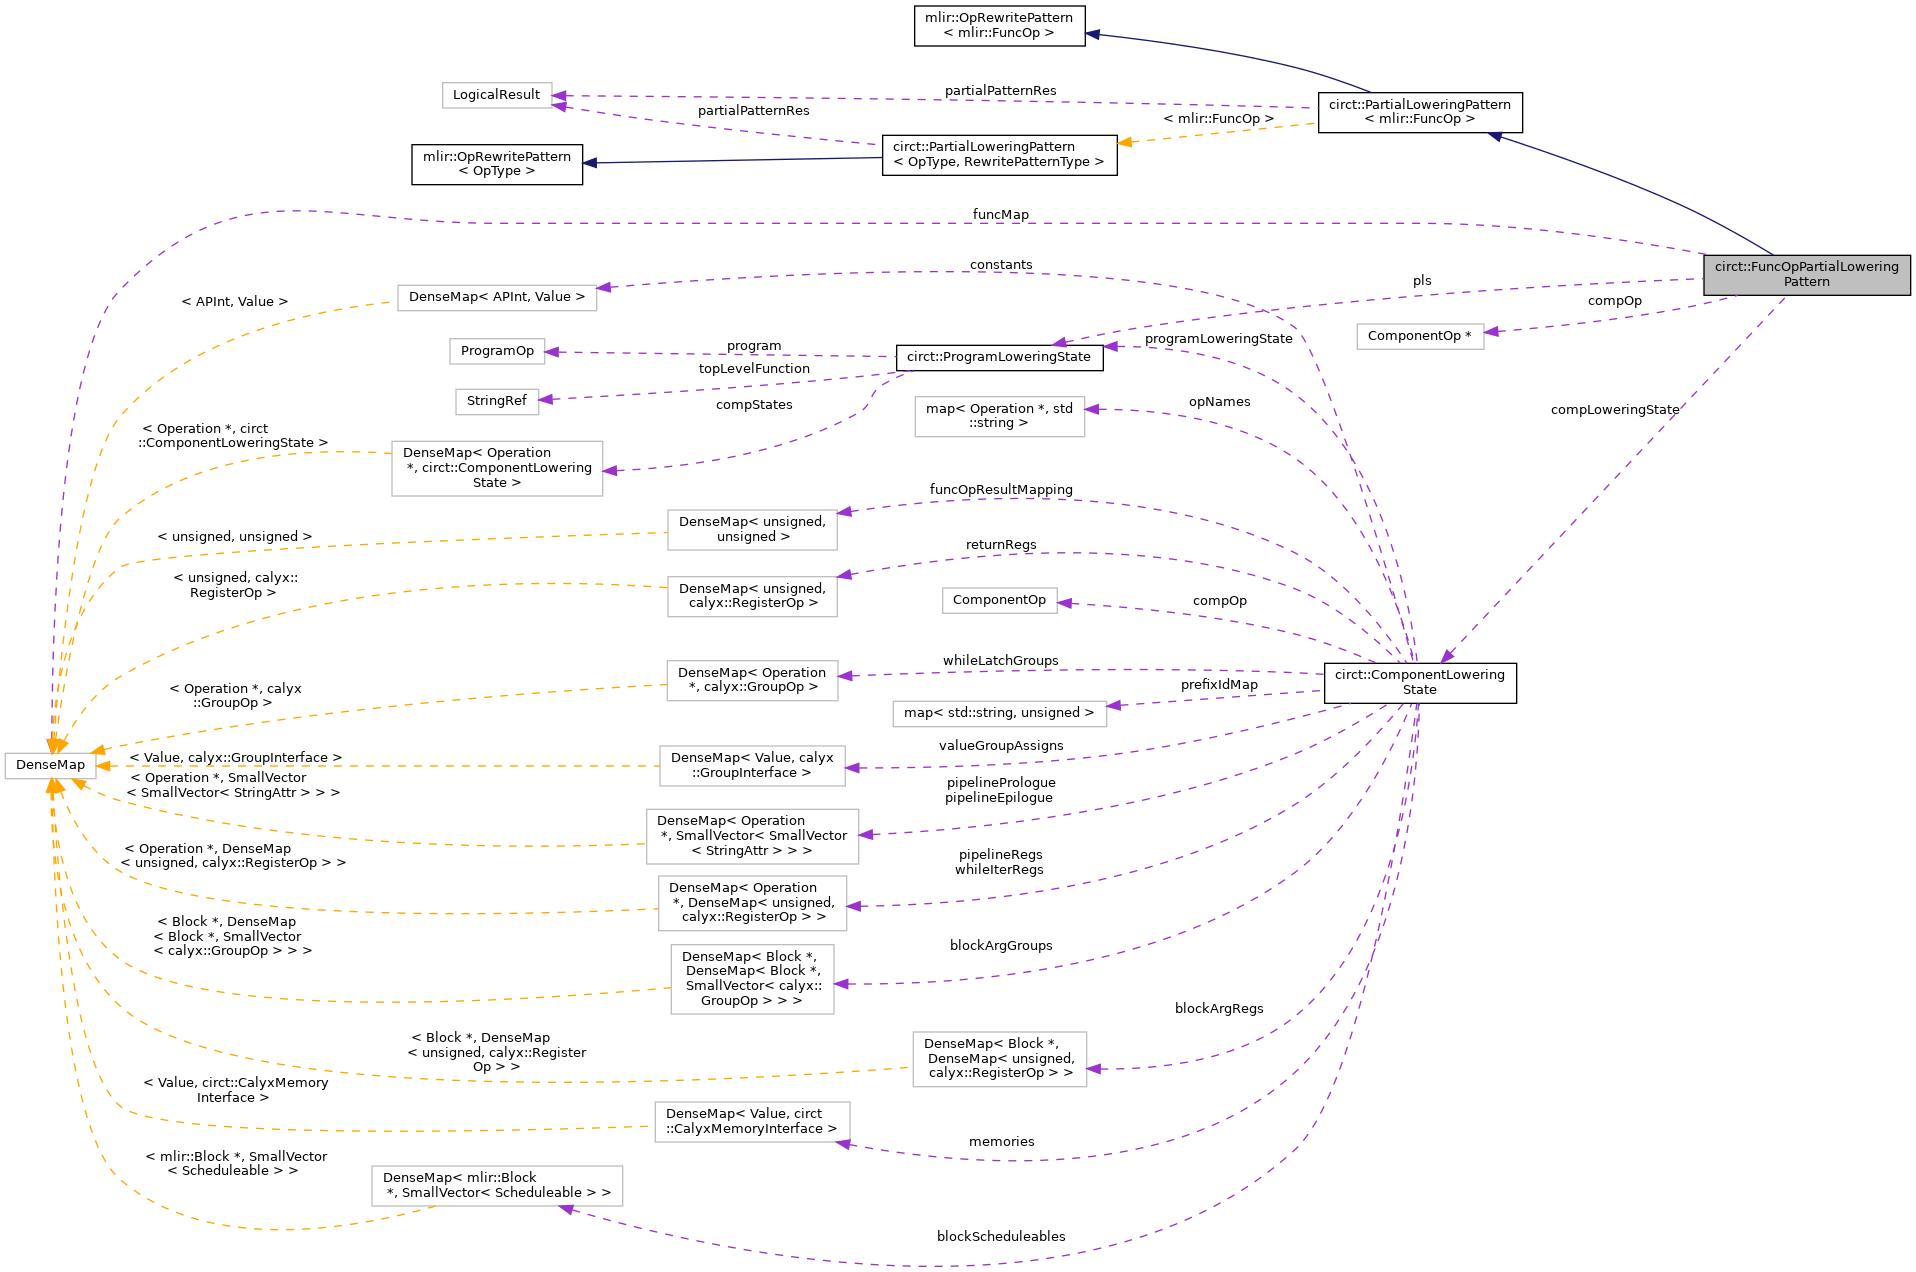 mlir::OpRewritePattern
< mlir::FuncOp >
LogicalResult
partialPatternRes
circt::PartialLoweringPattern
< mlir::FuncOp >
partialPatternRes
< mlir::FuncOp >
mlir::OpRewritePattern
< OpType >
circt::PartialLoweringPattern
< OpType, RewritePatternType >
funcMap
constants
circt::FuncOpPartialLowering
Pattern
pls
compOp
< APInt, Value >
DenseMap< APInt, Value >
ComponentOp *
ProgramOp
program
circt::ProgramLoweringState
programLoweringState
topLevelFunction
StringRef
compStates
map< Operation *, std
::string >
opNames
compLoweringState
< Operation *, circt
::ComponentLoweringState >
DenseMap< Operation
*, circt::ComponentLowering
State >
funcOpResultMapping
DenseMap< unsigned,
unsigned >
< unsigned, unsigned >
returnRegs
< unsigned, calyx::
RegisterOp >
DenseMap< unsigned,
calyx::RegisterOp >
ComponentOp
compOp
whileLatchGroups
DenseMap< Operation
*, calyx::GroupOp >
circt::ComponentLowering
State
< Operation *, calyx
::GroupOp >
prefixIdMap
map< std::string, unsigned >
valueGroupAssigns
DenseMap
< Value, calyx::GroupInterface >
DenseMap< Value, calyx
::GroupInterface >
< Operation *, SmallVector
< SmallVector< StringAttr > > >
pipelinePrologue
pipelineEpilogue
DenseMap< Operation
*, SmallVector< SmallVector
< StringAttr > > >
< Operation *, DenseMap
< unsigned, calyx::RegisterOp > >
pipelineRegs
whileIterRegs
DenseMap< Operation
*, DenseMap< unsigned,
calyx::RegisterOp > >
< Block *, DenseMap
< Block *, SmallVector
< calyx::GroupOp > > >
blockArgGroups
DenseMap< Block *,
DenseMap< Block *,
SmallVector< calyx::
GroupOp > > >
blockArgRegs
< Block *, DenseMap
< unsigned, calyx::Register
Op > >
DenseMap< Block *,
DenseMap< unsigned,
calyx::RegisterOp > >
< Value, circt::CalyxMemory
Interface >
DenseMap< Value, circt
::CalyxMemoryInterface >
memories
< mlir::Block *, SmallVector
< Scheduleable > >
DenseMap< mlir::Block
*, SmallVector< Scheduleable > >
blockScheduleables